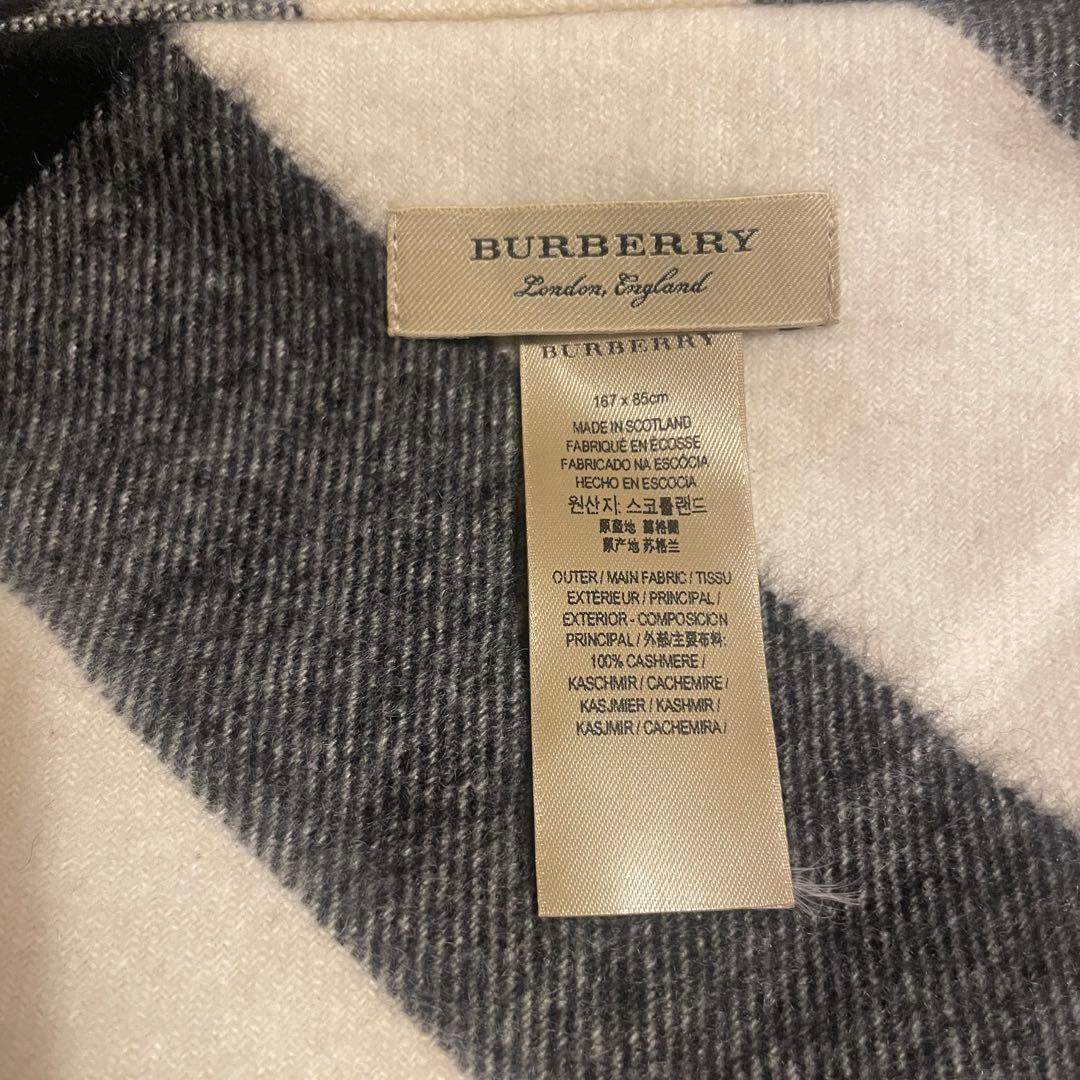 BURBERRY
London, England
BURBERRY
167 x 85cm
MADE IN SCOTLAND
FABRIQUÉ EN ECOSSE
FABRICADO NA ESCÓCIA
HECHO EN ESCOCIA
원산지: 스코틀랜드
原產地 蘇格蘭
原产地 苏格兰
OUTER / MAIN FABRIC / TISSU
EXTÉRIEUR / PRINCIPAL /
EXTERIOR - COMPOSICION
PRINCIPAL / 外部/主要布料:
100% CASHMERE /
KASCHMIR / CACHEMIRE /
KASJMIER / KASHMIR /
KASJMIR / CACHEMIRA /